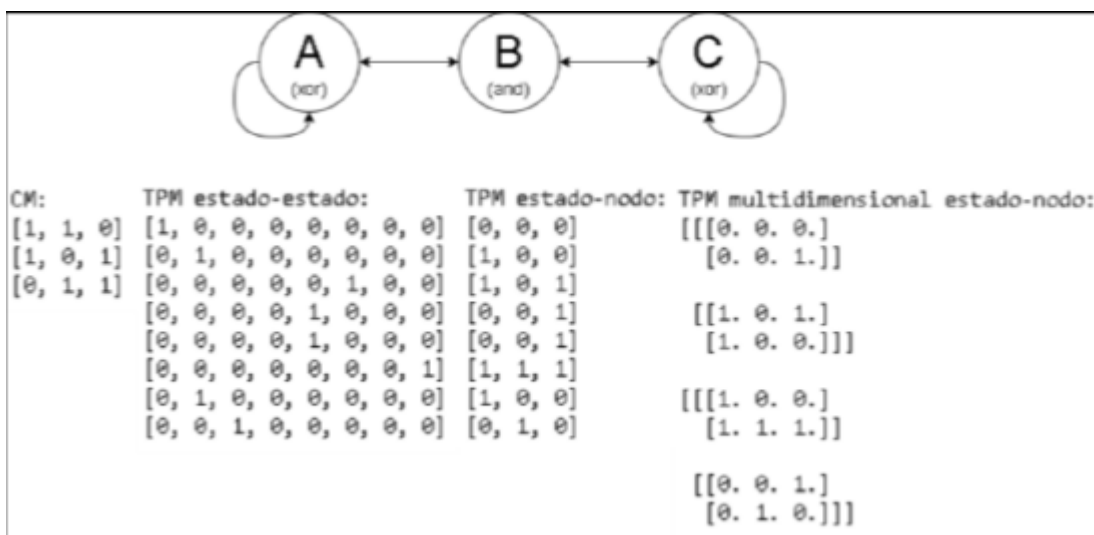 A B C
(xor) (and) (xor)
CM: TPM estado-estado: TPM estado-nodo: TPM multidimensional estado-nodo:
[1, 1, 0] [1, 0, 0, 0, 0, 0, 0, 0] [0, 0, 0] [[[0. 0. 0.]
[1, 0, 1] [0, 1, 0, 0, 0, 0, 0, 0] [1, 0, 0] [0. 0. 1.]]
[0, 1, 1] [0, 0, 0, 0, 0, 1, 0, 0] [1, 0, 1]
[0, 0, 0, 0, 1, 0, 0, 0] [0, 0, 1] [[1. 0. 1.]
[0, 0, 0, 0, 1, 0, 0, 0] [0, 0, 1] [1. 0. 0.]]]
[0, 0, 0, 0, 0, 0, 0, 1] [1, 1, 1]
[0, 1, 0, 0, 0, 0, 0, 0] [1, 0, 0] [[[1. 0. 0.]
[0, 0, 1, 0, 0, 0, 0, 0] [0, 1, 0] [1. 1. 1.]]
[[0. 0. 1.]
[0. 1. 0.]]]